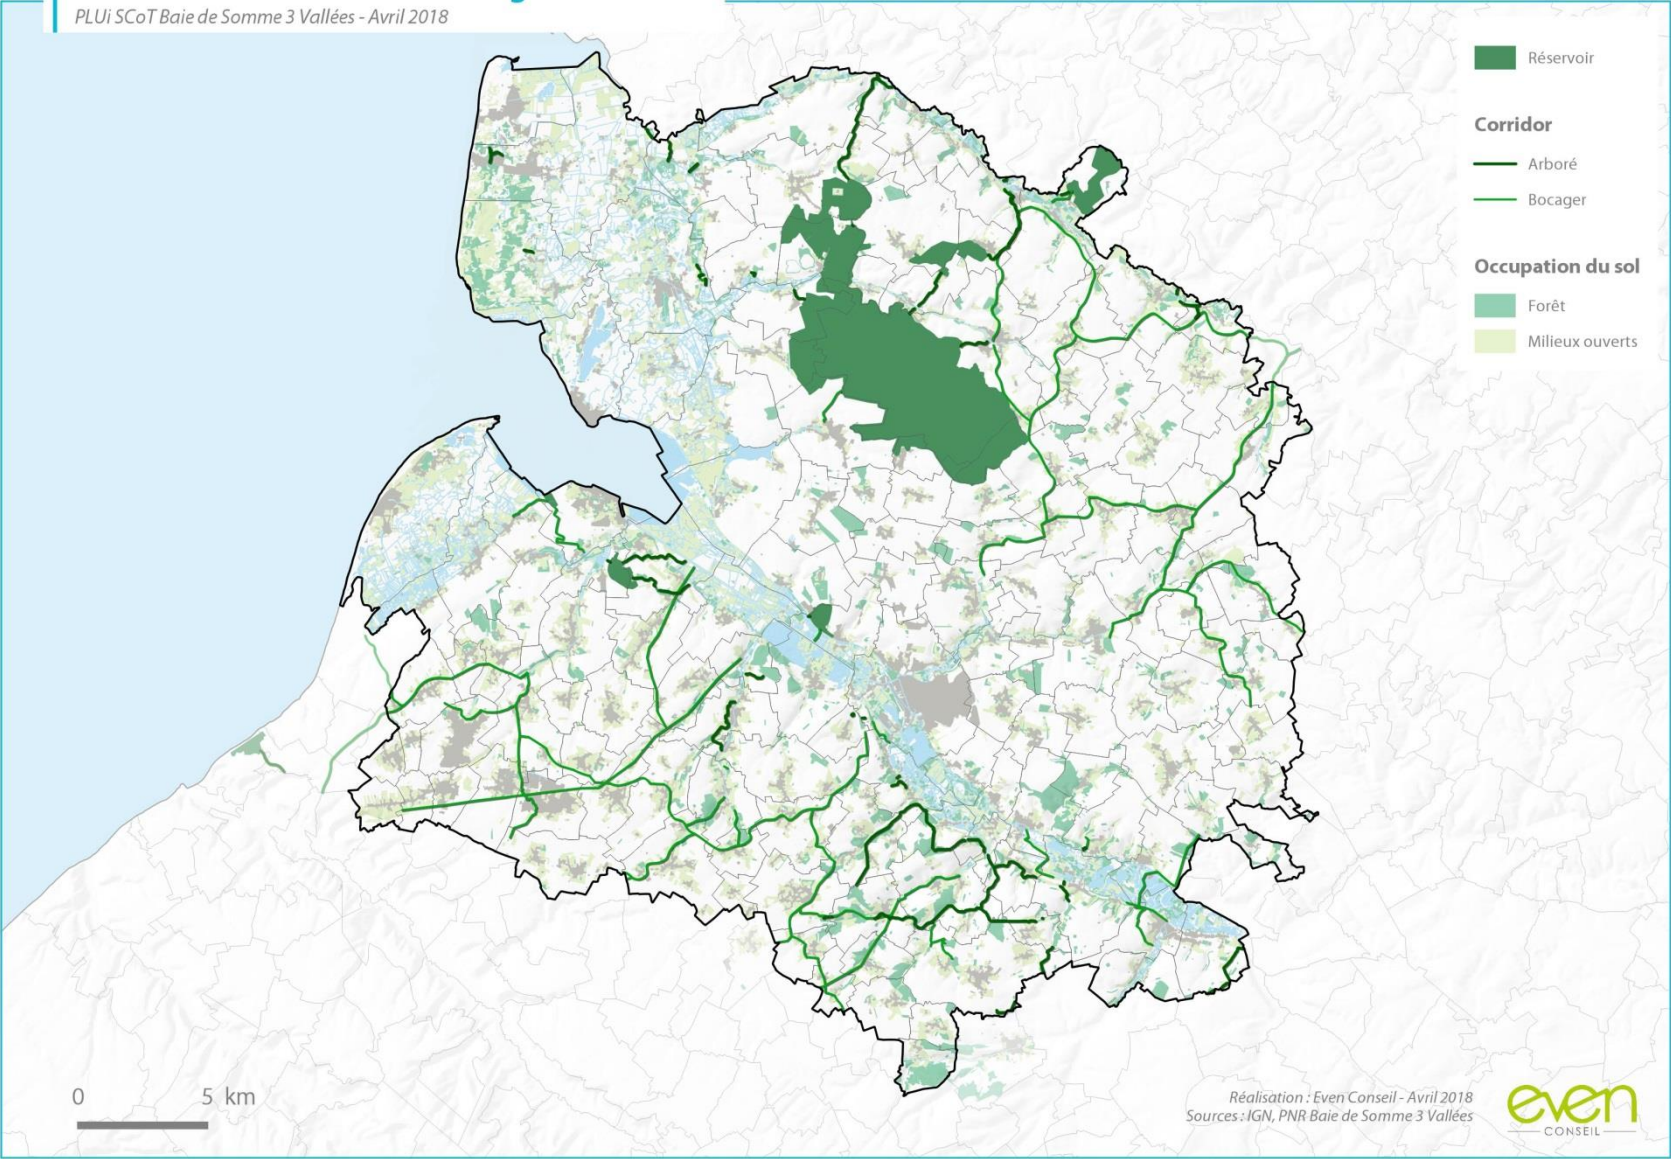 PLUi SCoT Baie de Somme 3 Vallées - Avril 2018
Réservoir
Corridor
Arboré
Bocager
Occupation du sol
Forêt
Milieux ouverts
0 5 km
Réalisation : Even Conseil - Avril 2018
Sources : IGN, PNR Baie de Somme 3 Vallées
even
CONSEIL